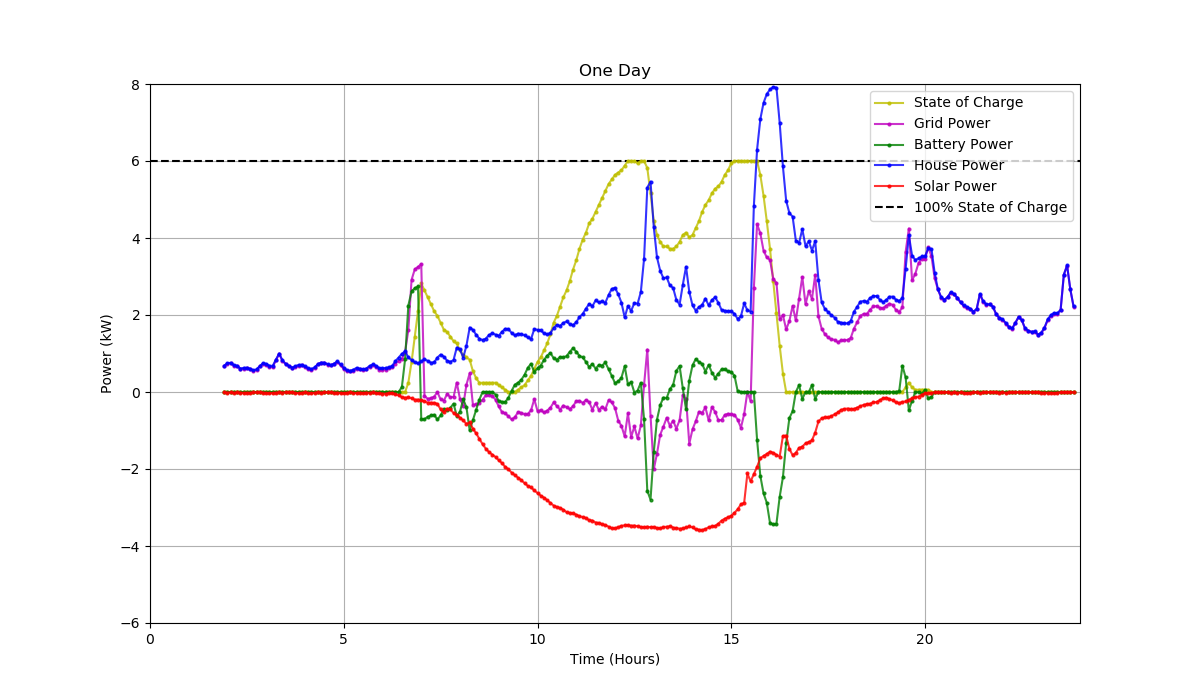 One Day
Power (kW)
8
6
4
2
0
−2
−4
−6
0 5 10 15 20
Time (Hours)
State of Charge
Grid Power
Battery Power
House Power
Solar Power
100% State of Charge